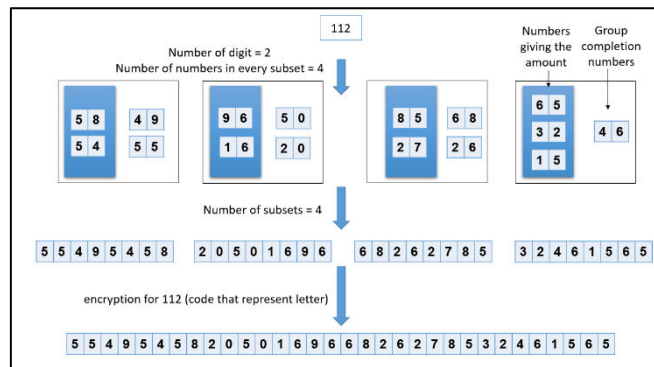 112
Number of digit = 2
Number of numbers in every subset = 4
Numbers giving the amount
Group completion numbers
5 8 4 9
5 4 5 5
9 6 5 0
1 6 2 0
8 5 6 8
2 7 2 6
6 5
3 2 4 6
1 5
Number of subsets = 4
5 5 4 9 5 4 5 8
2 0 5 0 1 6 9 6
6 8 2 6 2 7 8 5
3 2 4 6 1 5 6 5
encryption for 112 (code that represent letter)
5 5 4 9 5 4 5 8 2 0 5 0 1 6 9 6 6 8 2 6 2 7 8 5 3 2 4 6 1 5 6 5